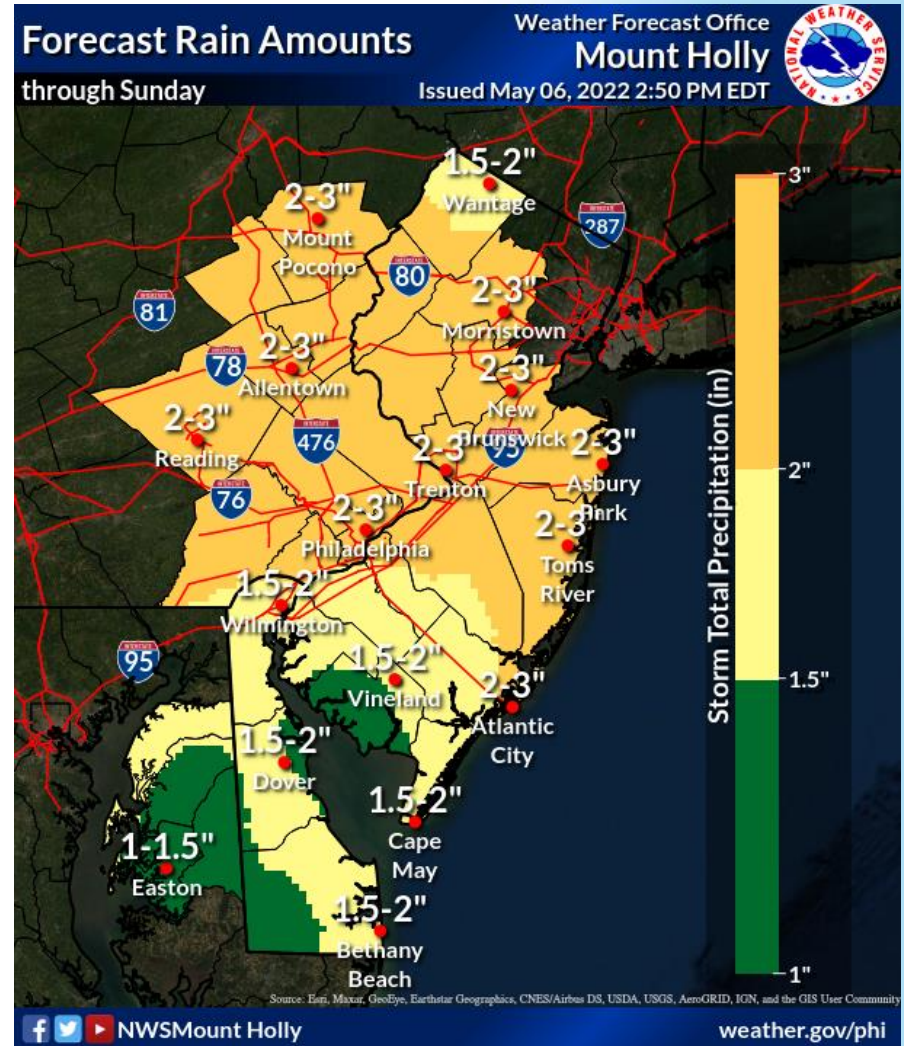 Forecast Rain Amounts
through Sunday
Weather Forecast Office
Mount Holly
Issued May 06, 2022 2:50 PM EDT
NATIONAL WEATHER SERVICE
1.5-2"
Wantage
2-3"
Mount
Pocono
287
80
81
2-3"
Morristown
78
2-3"
Allentown
2-3"
New
Brunswick
2-3"
Reading
476
95
2-3"
Asbury
Park
2-3"
Trenton
76
2-3"
Philadelphia
2-3"
Toms
River
1.5-2"
Wilmington
95
1.5-2"
Vineland
2-3"
Atlantic
City
1.5-2"
Dover
1.5-2"
Cape
May
1-1.5"
Easton
1.5-2"
Bethany
Beach
Storm Total Precipitation (in)
3"
2"
1.5"
1"
Source: Esri, Maxar, GeoEye, Earthstar Geographics, CNES/Airbus DS, USDA, USGS, AeroGRID, IGN, and the GIS User Community
NWSMount Holly
weather.gov/phi